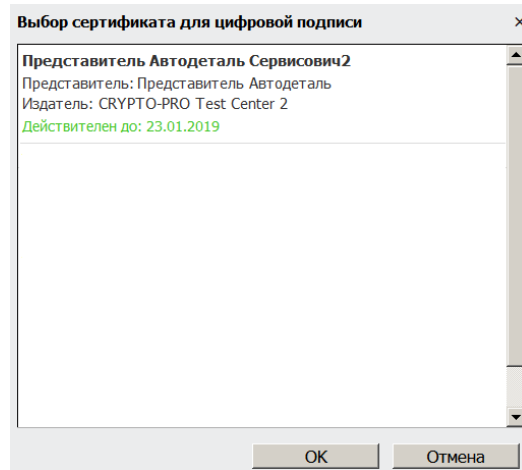 Выбор сертификата для цифровой подписи
Представитель Автодеталь Сервисович2
Представитель: Представитель Автодеталь
Издатель: CRYPTO-PRO Test Center 2
Действителен до: 23.01.2019
OK
Отмена